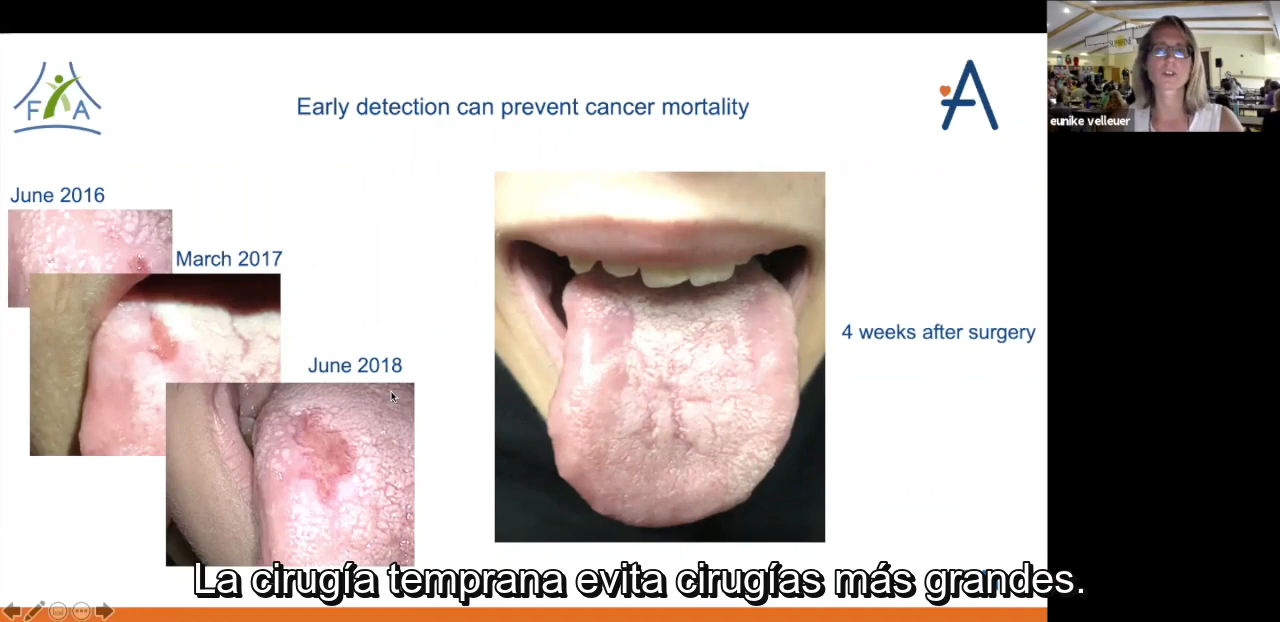 F A
Early detection can prevent cancer mortality
A
eunike velleuer
June 2016
March 2017
June 2018
4 weeks after surgery
La cirugía temprana evita cirugías más grandes.